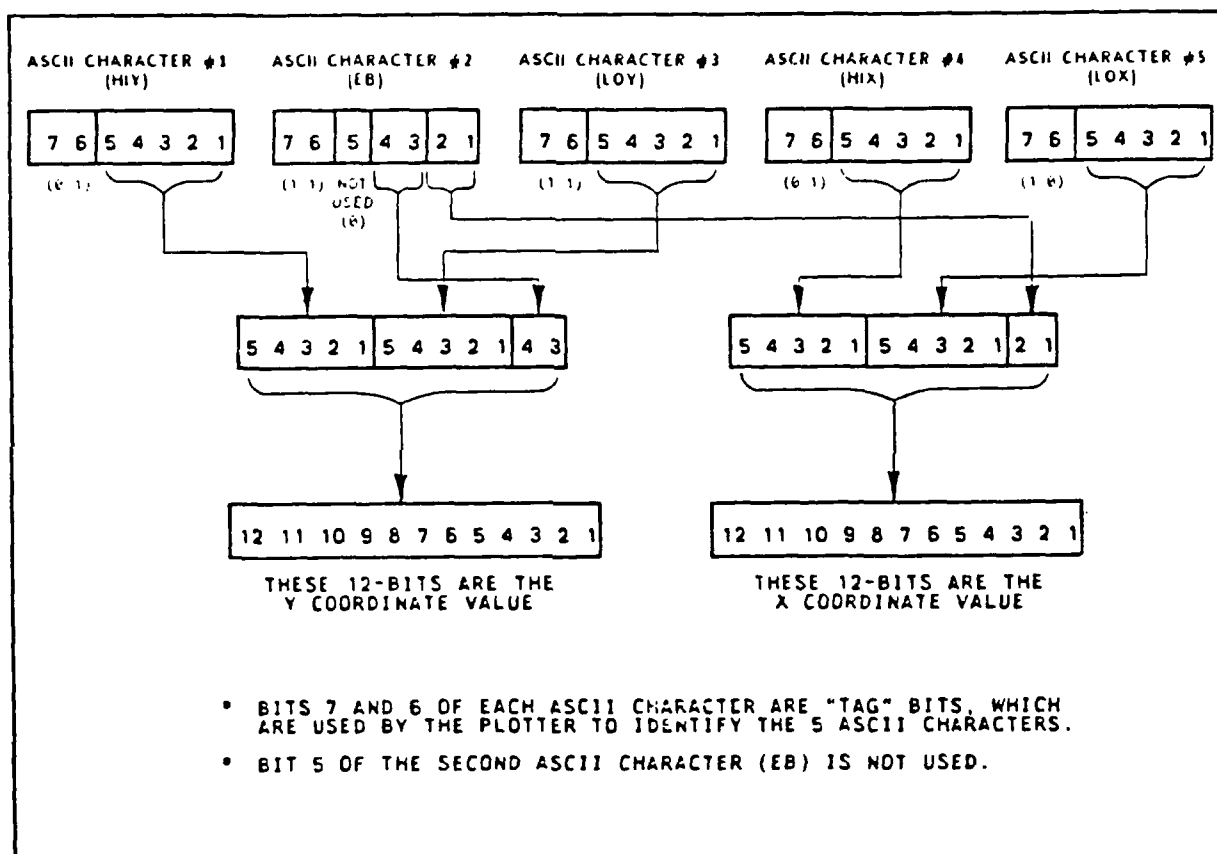 ASCII CHARACTER #1 ASCII CHARACTER #2 ASCII CHARACTER #3 ASCII CHARACTER #4 ASCII CHARACTER #5
(HIY) (EB) (LOY) (HIX) (LOX)
7 6 5 4 3 2 1 7 6 5 4 3 2 1 7 6 5 4 3 2 1 7 6 5 4 3 2 1 7 6 5 4 3 2 1
(0 1) (1 1) NOT (1 1) (0 1) (1 0)
USED
(0)
5 4 3 2 1 5 4 3 2 1 4 3 5 4 3 2 1 5 4 3 2 1 2 1
12 11 10 9 8 7 6 5 4 3 2 1 12 11 10 9 8 7 6 5 4 3 2 1
THESE 12-BITS ARE THE THESE 12-BITS ARE THE
Y COORDINATE VALUE X COORDINATE VALUE
• BITS 7 AND 6 OF EACH ASCII CHARACTER ARE "TAG" BITS, WHICH
ARE USED BY THE PLOTTER TO IDENTIFY THE 5 ASCII CHARACTERS.
• BIT 5 OF THE SECOND ASCII CHARACTER (EB) IS NOT USED.